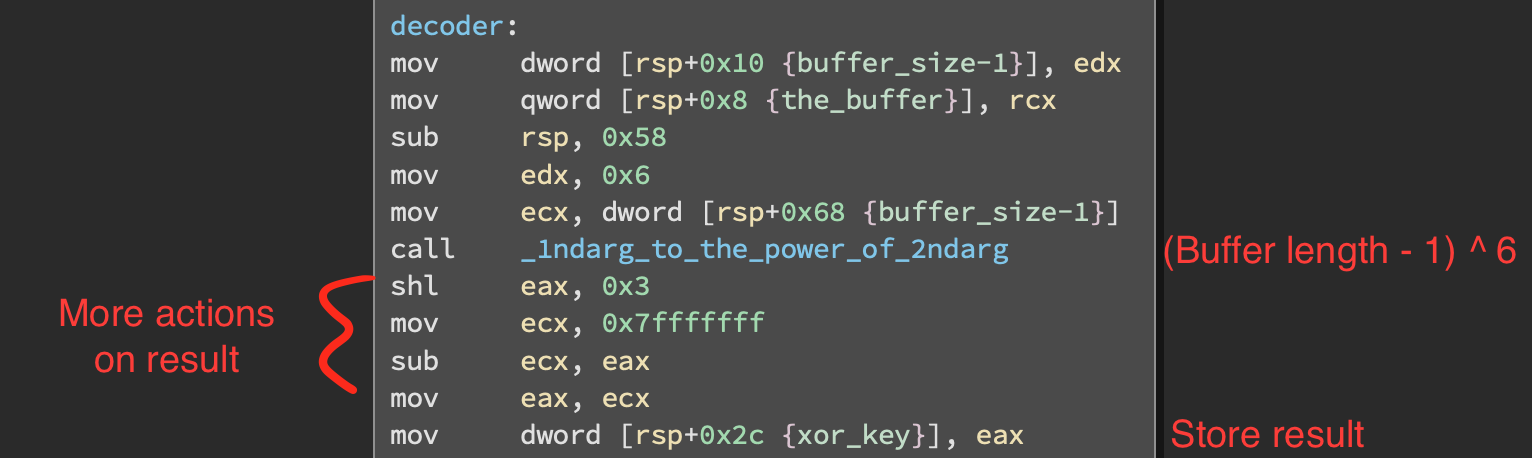 decoder:
mov dword [rsp+0x10 {buffer_size-1}], edx
mov qword [rsp+0x8 {the_buffer}], rcx
sub rsp, 0x58
mov edx, 0x6
mov ecx, dword [rsp+0x68 {buffer_size-1}]
call _1ndarg_to_the_power_of_2ndarg
(Buffer length - 1) ^ 6
shl eax, 0x3
mov ecx, 0x7fffffff
sub ecx, eax
mov eax, ecx
More actions
on result
mov dword [rsp+0x2c {xor_key}], eax
Store result